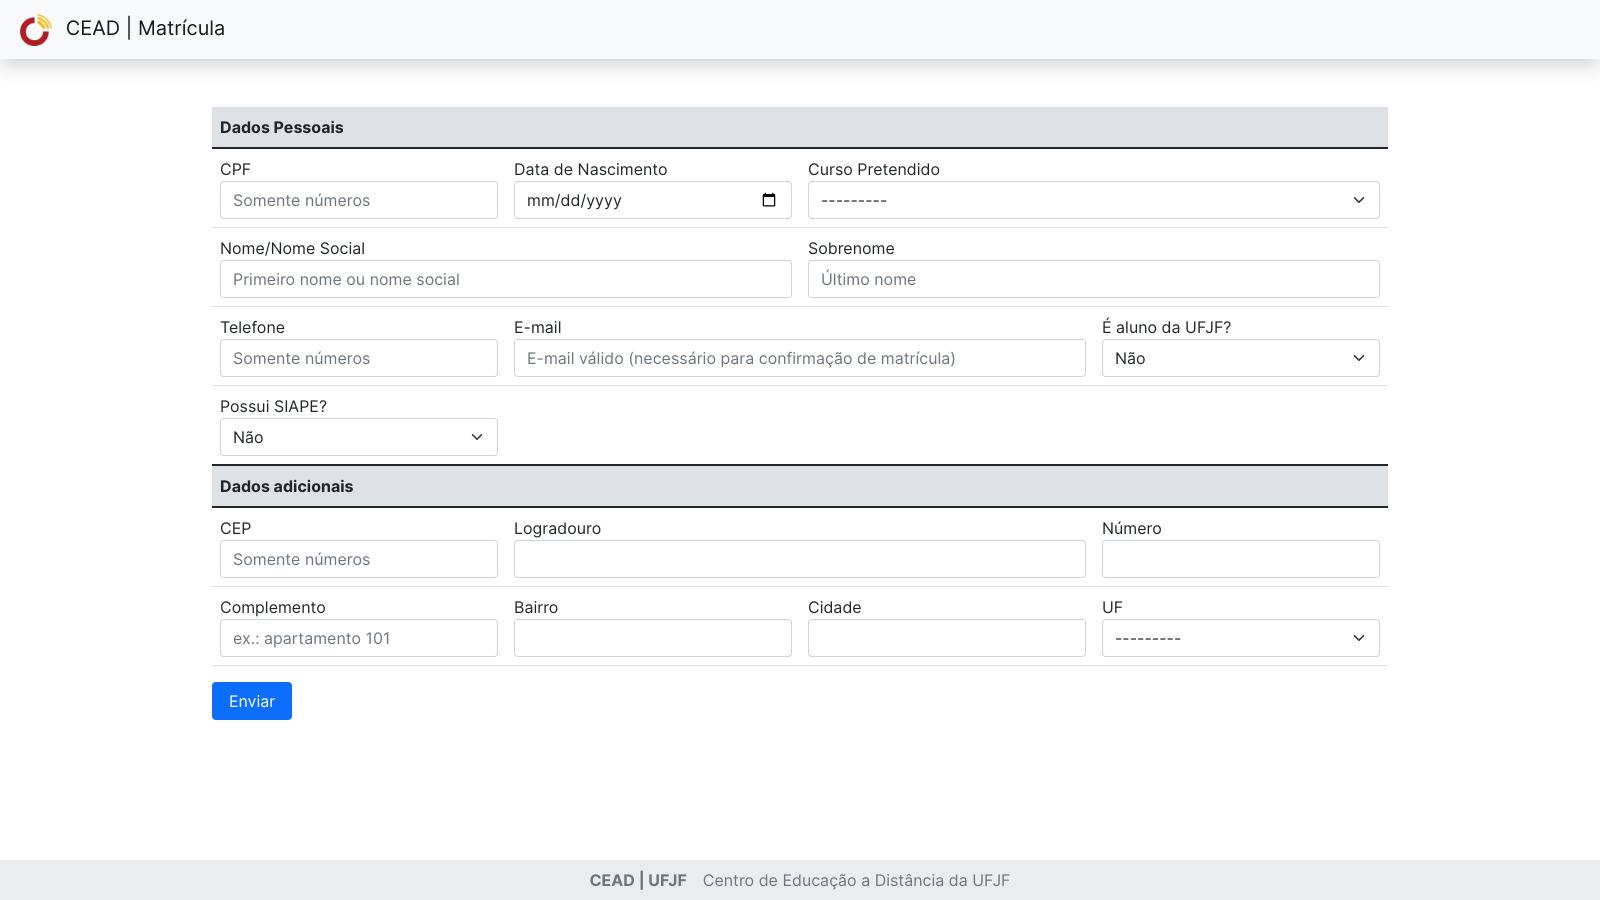 CEAD | Matrícula
Dados Pessoais
CPF Data de Nascimento Curso Pretendido
Somente números mm/dd/yyyy ---------
Nome/Nome Social Sobrenome
Primeiro nome ou nome social Último nome
Telefone E-mail É aluno da UFJF?
Somente números E-mail válido (necessário para confirmação de matrícula) Não
Possui SIAPE?
Não
Dados adicionais
CEP Logradouro Número
Somente números
Complemento Bairro Cidade UF
ex.: apartamento 101 ---------
Enviar
CEAD | UFJF Centro de Educação a Distância da UFJF